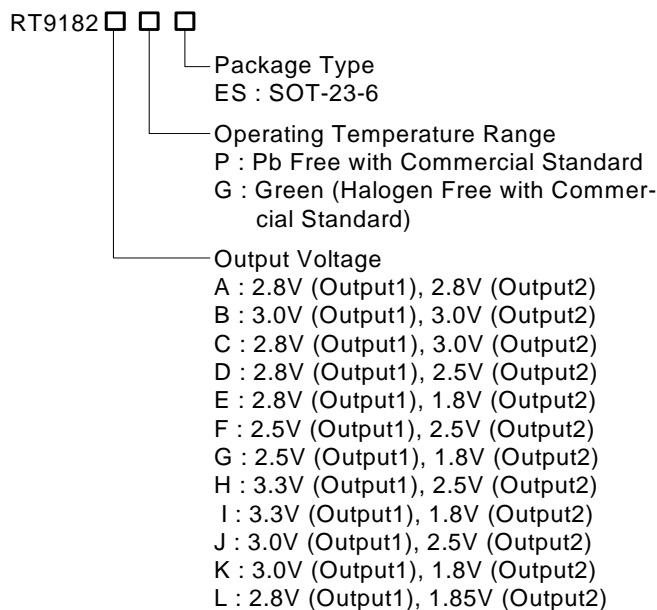 RT9182
Package Type
ES : SOT-23-6
Operating Temperature Range
P : Pb Free with Commercial Standard
G : Green (Halogen Free with Commer-
cial Standard)
Output Voltage
A : 2.8V (Output1), 2.8V (Output2)
B : 3.0V (Output1), 3.0V (Output2)
C : 2.8V (Output1), 3.0V (Output2)
D : 2.8V (Output1), 2.5V (Output2)
E : 2.8V (Output1), 1.8V (Output2)
F : 2.5V (Output1), 2.5V (Output2)
G : 2.5V (Output1), 1.8V (Output2)
H : 3.3V (Output1), 2.5V (Output2)
I : 3.3V (Output1), 1.8V (Output2)
J : 3.0V (Output1), 2.5V (Output2)
K : 3.0V (Output1), 1.8V (Output2)
L : 2.8V (Output1), 1.85V (Output2)